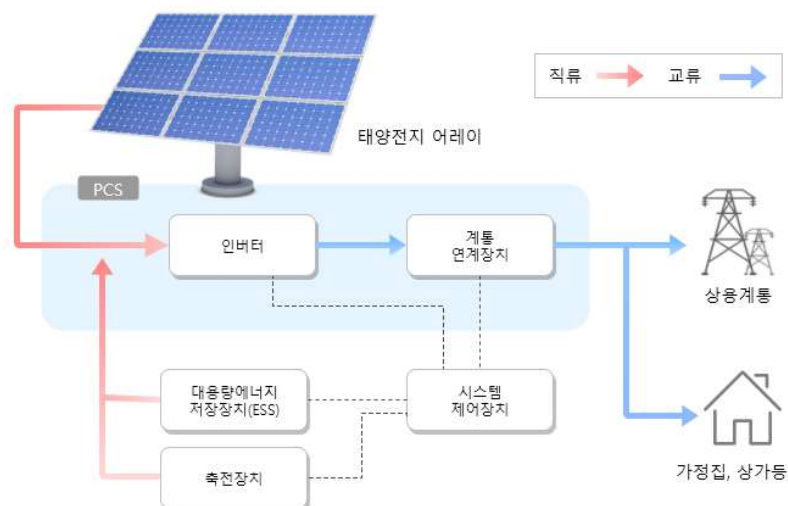 직류
교류
태양전지 어레이
PCS
인버터
계통
연계장치
상용계통
대용량에너지
저장장치(ESS)
시스템
제어장치
축전장치
가정집, 상가등